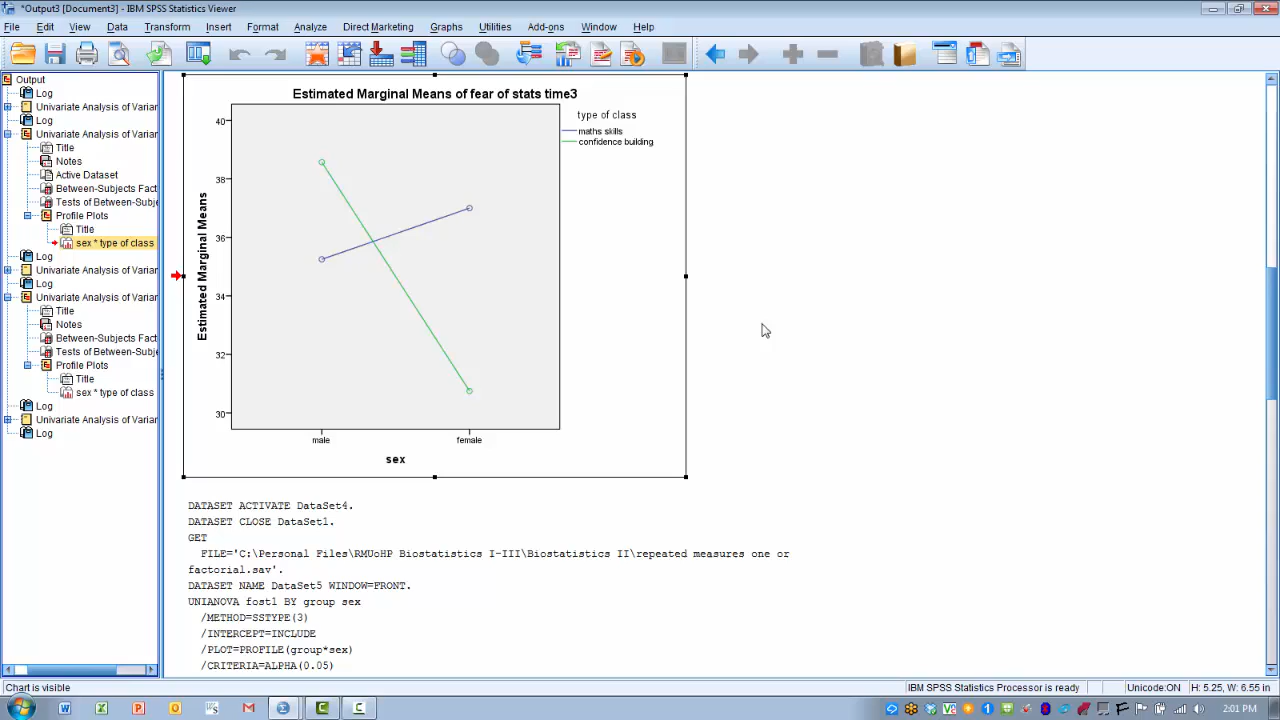 *Output3 [Document3] - IBM SPSS Statistics Viewer
File Edit View Data Transform Insert Format Analyze Direct Marketing Graphs Utilities Add-ons Window Help
Output
Log
Univariate Analysis of Varian
Log
Univariate Analysis of Varian
Title
Notes
Active Dataset
Between-Subjects Fact
Tests of Between-Subje
Profile Plots
Title
sex * type of class
Log
Univariate Analysis of Varian
Log
Univariate Analysis of Varian
Title
Notes
Between-Subjects Fact
Tests of Between-Subje
Profile Plots
Title
sex * type of class
Log
Univariate Analysis of Varian
Log
Estimated Marginal Means of fear of stats time3
type of class
maths skills
confidence building
Estimated Marginal Means
40
38
36
34
32
30
male female
sex
DATASET ACTIVATE DataSet4.
DATASET CLOSE DataSet1.
GET
FILE='C:\Personal Files\RMUoHP Biostatistics I-III\Biostatistics II\repeated measures one or
factorial.sav'.
DATASET NAME DataSet5 WINDOW=FRONT.
UNIANOVA fost1 BY group sex
/METHOD=SSTYPE(3)
/INTERCEPT=INCLUDE
/PLOT=PROFILE(group*sex)
/CRITERIA=ALPHA(0.05)
Chart is visible
IBM SPSS Statistics Processor is ready
Unicode:ON
H: 5.25, W: 6.55 in
2:01 PM